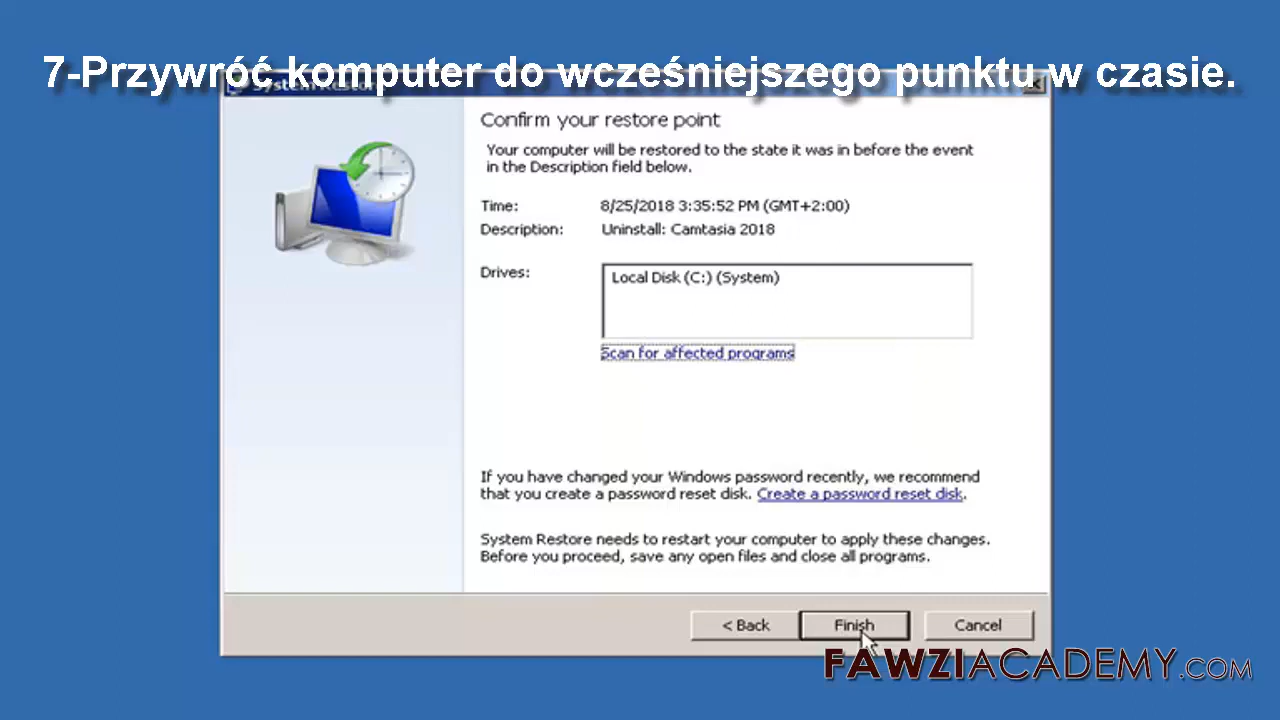 7-Przywróć komputer do wcześniejszego punktu w czasie.
System Restore
Confirm your restore point
Your computer will be restored to the state it was in before the event
in the Description field below.
Time: 8/25/2018 3:35:52 PM (GMT+2:00)
Description: Uninstall: Camtasia 2018
Drives: Local Disk (C:) (System)
Scan for affected programs
If you have changed your Windows password recently, we recommend
that you create a password reset disk. Create a password reset disk.
System Restore needs to restart your computer to apply these changes.
Before you proceed, save any open files and close all programs.
< Back Finish Cancel
FAWZIACADEMY.COM